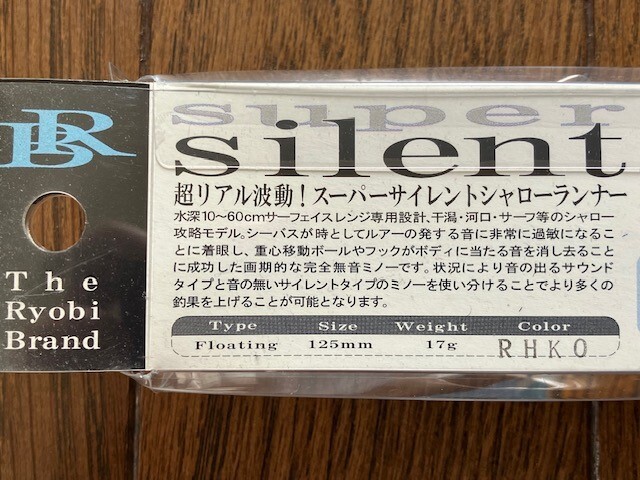 BR
The
Ryobi
Brand
super
silent
超リアル波動!スーパーサイレントシャローランナー
水深10〜60cmサーフェイスレンジ専用設計、干潟・河口・サーフ等のシャロー
攻略モデル。シーバスが時としてルアーの発する音に非常に過敏になるこ
とに着眼し、重心移動ボールやフックがボディに当たる音を消し去ること
に成功した画期的な完全無音ミノーです。状況により音の出るサウンド
タイプと音の無いサイレントタイプのミノーを使い分けることでより多くの
釣果を上げることが可能となります。
Type Size Weight Color
Floating 125mm 17g RHKO